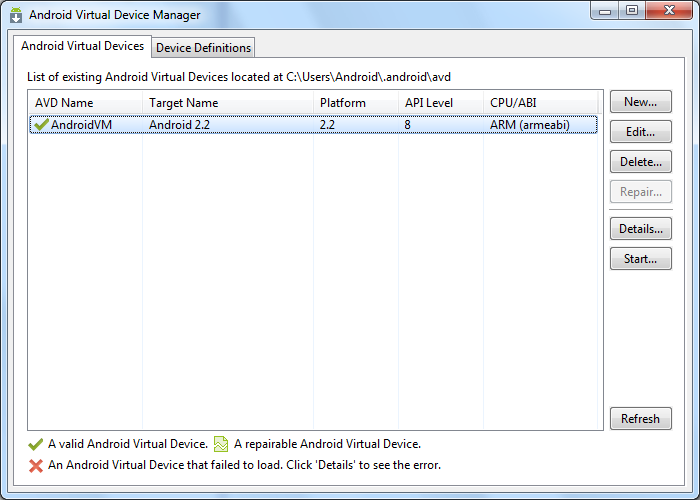 Android Virtual Device Manager
Android Virtual Devices
Device Definitions
List of existing Android Virtual Devices located at C:\Users\Android\.android\avd
AVD Name Target Name Platform API Level CPU/ABI
AndroidVM Android 2.2 2.2 8 ARM (armeabi)
New...
Edit...
Delete...
Repair...
Details...
Start...
Refresh
A valid Android Virtual Device. A repairable Android Virtual Device.
An Android Virtual Device that failed to load. Click 'Details' to see the error.